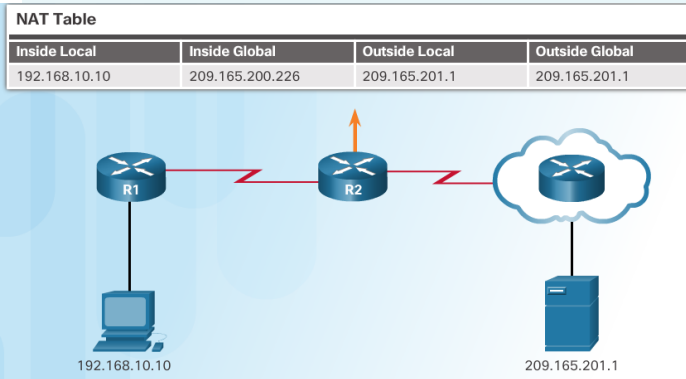 NAT Table
Inside Local Inside Global Outside Local Outside Global
192.168.10.10 209.165.200.226 209.165.201.1 209.165.201.1
R1 R2
192.168.10.10 209.165.201.1